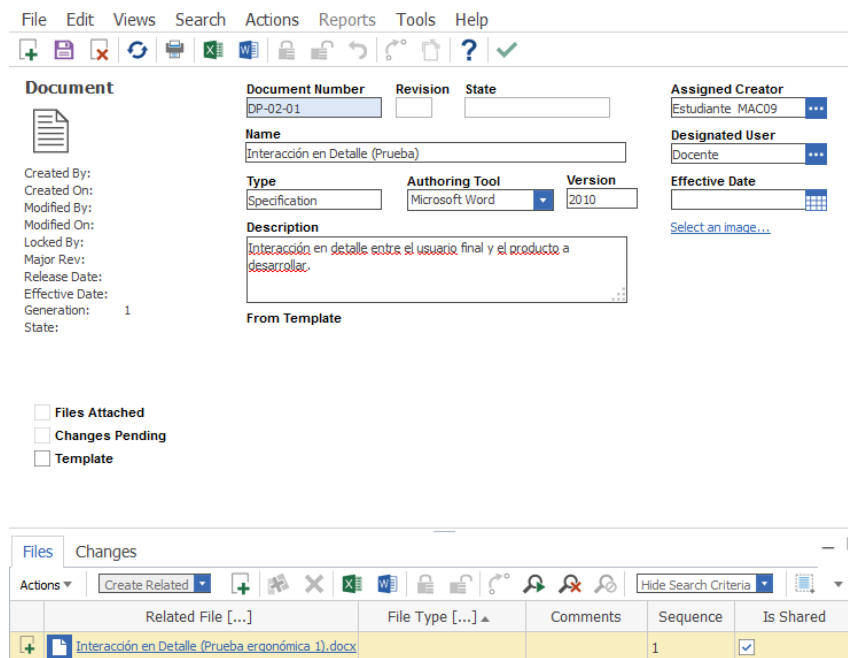 File Edit Views Search Actions Reports Tools Help
Document
Document Number Revision State Assigned Creator
DP-02-01 Estudiante MAC09
Name Designated User
Interacción en Detalle (Prueba) Docente
Created By:
Created On:
Type Authoring Tool Version Effective Date
Modified By:
Specification Microsoft Word 2010
Modified On:
Description Select an image...
Locked By:
Interacción en detalle entre el usuario final y el producto a
Major Rev:
desarrollar.
Release Date:
Effective Date:
Generation: 1
From Template
State:
Files Attached
Changes Pending
Template
Files Changes
Actions Create Related Hide Search Criteria
Related File [...] File Type [...] Comments Sequence Is Shared
Interacción en Detalle (Prueba ergonómica 1).docx 1